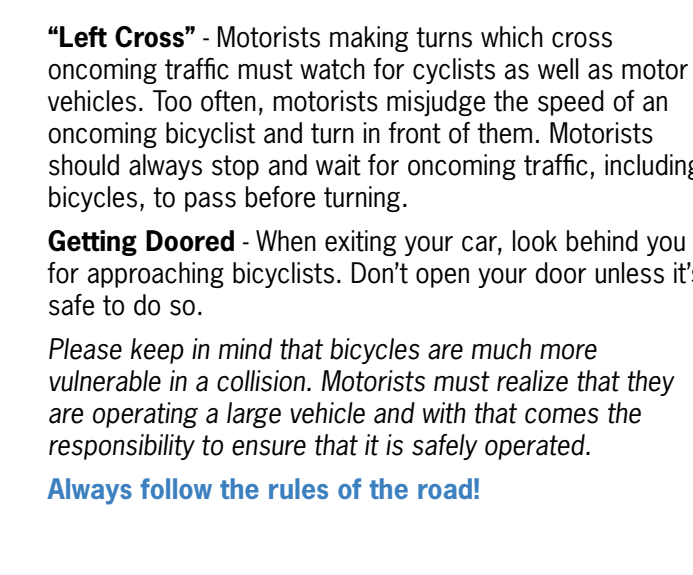 “Left Cross” - Motorists making turns which cross
oncoming traffic must watch for cyclists as well as motor
vehicles. Too often, motorists misjudge the speed of an
oncoming bicyclist and turn in front of them. Motorists
should always stop and wait for oncoming traffic, including
bicycles, to pass before turning.
Getting Doored - When exiting your car, look behind you
for approaching bicyclists. Don’t open your door unless it’s
safe to do so.
Please keep in mind that bicycles are much more
vulnerable in a collision. Motorists must realize that they
are operating a large vehicle and with that comes the
responsibility to ensure that it is safely operated.
Always follow the rules of the road!